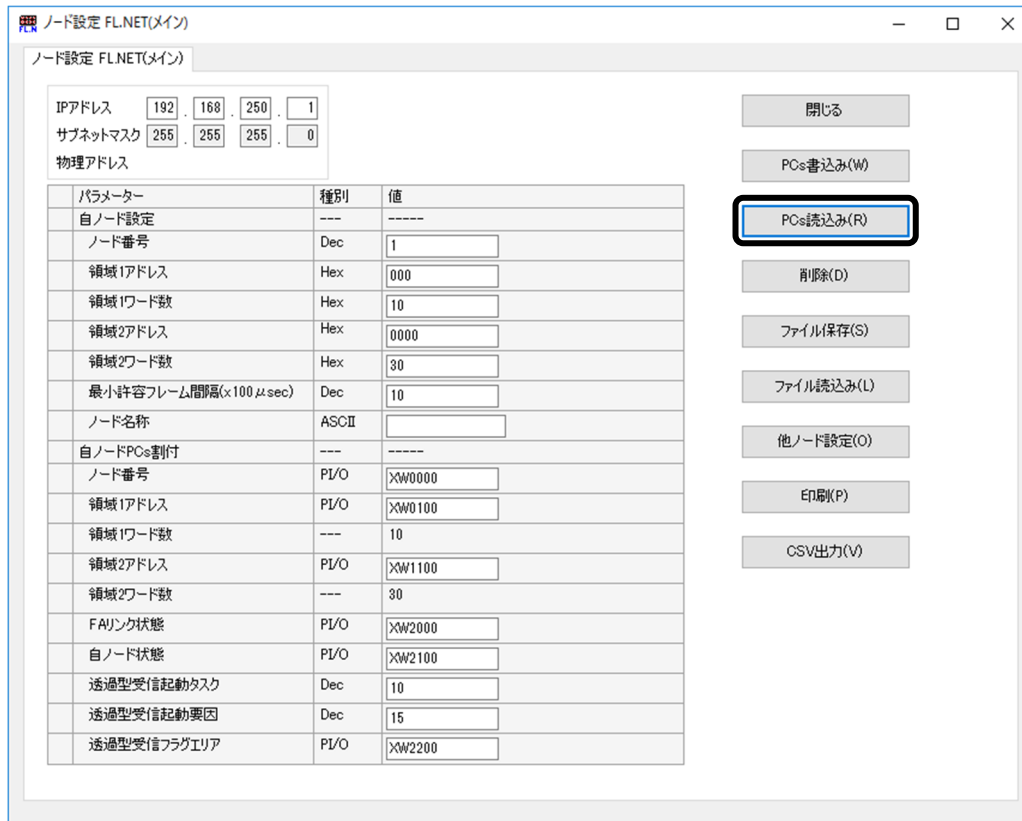 FL.N ノード設定 FL.NET(メイン)
ノード設定 FL.NET(メイン)
IPアドレス 192 . 168 . 250 . 1
サブネットマスク 255 . 255 . 255 . 0
物理アドレス
パラメーター 種別 値
自ノード設定 --- -----
ノード番号 Dec 1
領域1アドレス Hex 000
領域1ワード数 Hex 10
領域2アドレス Hex 0000
領域2ワード数 Hex 30
最小許容フレーム間隔(x100μsec) Dec 10
ノード名称 ASCII
自ノードPCs割付 --- -----
ノード番号 PI/O XW0000
領域1アドレス PI/O XW0100
領域1ワード数 --- 10
領域2アドレス PI/O XW1100
領域2ワード数 --- 30
FAリンク状態 PI/O XW2000
自ノード状態 PI/O XW2100
透過型受信起動タスク Dec 10
透過型受信起動要因 Dec 15
透過型受信フラグエリア PI/O XW2200
閉じる
PCs書込み(W)
PCs読込み(R)
削除(D)
ファイル保存(S)
ファイル読込み(L)
他ノード設定(O)
印刷(P)
CSV出力(V)